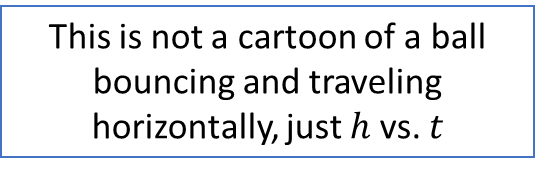 This is not a cartoon of a ball
bouncing and traveling
horizontally, just h vs. t